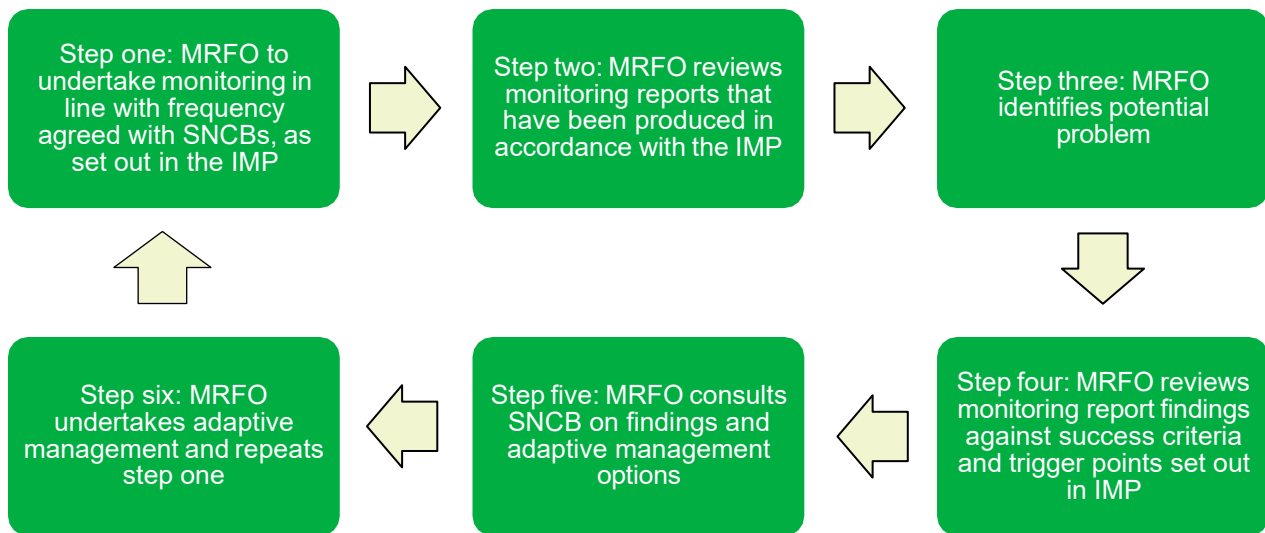 Step one: MRFO to
undertake monitoring in
line with frequency
agreed with SNCBs, as
set out in the IMP
Step two: MRFO reviews
monitoring reports that
have been produced in
accordance with the IMP
Step three: MRFO
identifies potential
problem
Step four: MRFO reviews
monitoring report findings
against success criteria
and trigger points set out
in IMP
Step five: MRFO consults
SNCB on findings and
adaptive management
options
Step six: MRFO
undertakes adaptive
management and repeats
step one